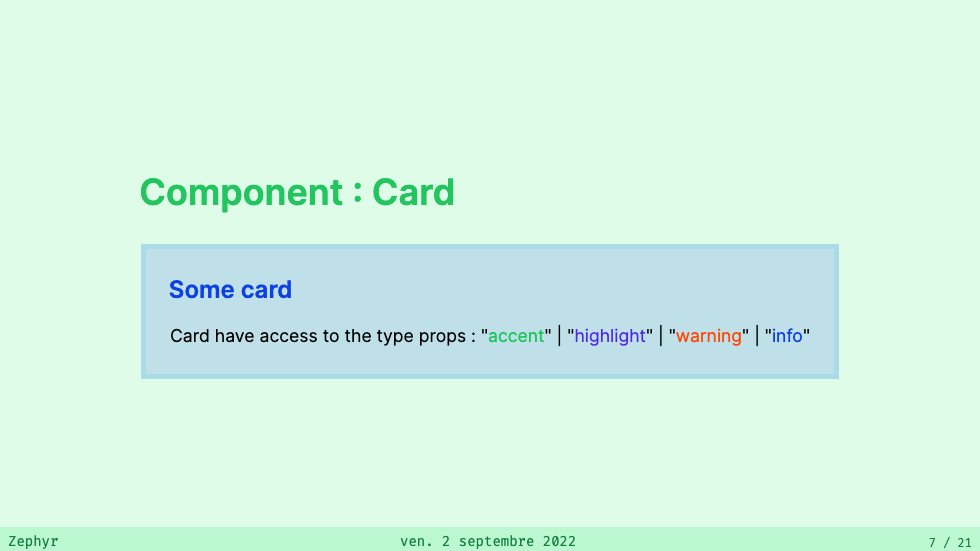 Component : Card
Some card
Card have access to the type props : "accent" | "highlight" | "warning" | "info"
Zephyr
ven. 2 septembre 2022
7 / 21